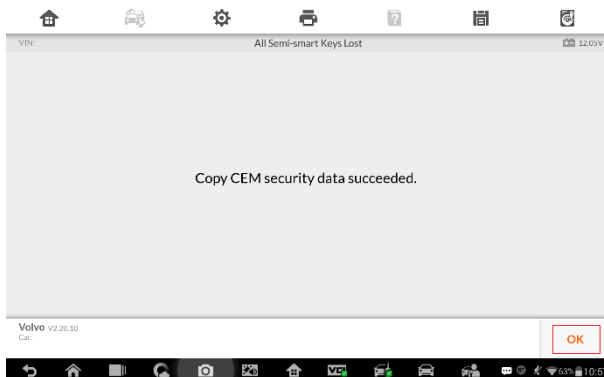 VIN:
All Semi-smart Keys Lost
12.05V
Copy CEM security data succeeded.
Volvo V2.20.10
Car:
OK
63% 10:5